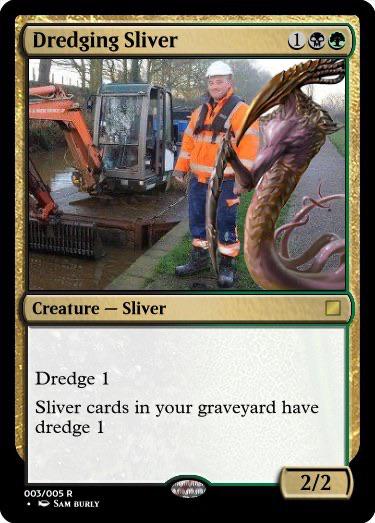 Dredging Sliver 1
Creature — Sliver
Dredge 1
Sliver cards in your graveyard have
dredge 1
2/2
003/005 R
• Sam burly